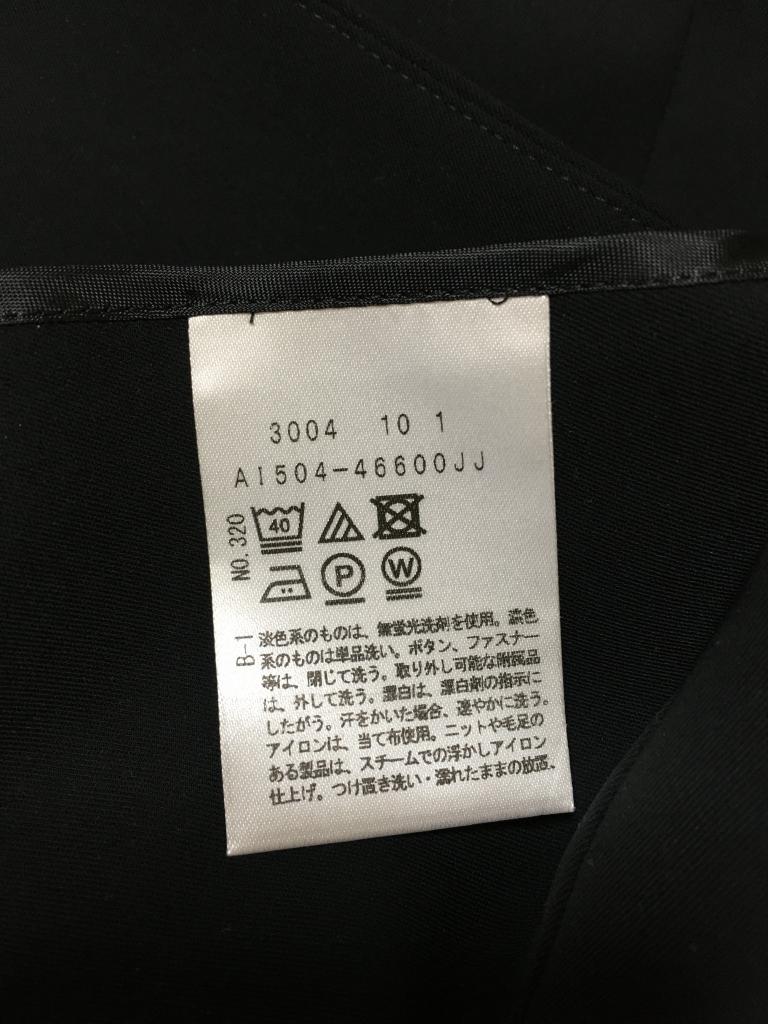 3004 10 1
AI504-46600JJ
NO.320
40
P
W
B-1
淡色系のものは、無蛍光洗剤を使用。濃色
系のものは単品洗い。ボタン、ファスナー
等は、閉じて洗う。取り外し可能な附属品
は、外して洗う。漂白は、漂白剤の指示に
したがう。汗をかいた場合、速やかに洗う。
アイロンは、当て布使用。ニットや毛足の
ある製品は、スチームでの浮かしアイロン
仕上げ。つけ置き洗い・濡れたままの放置、